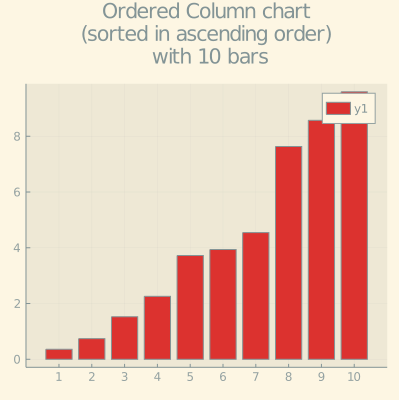 Ordered Column chart
(sorted in ascending order)
with 10 bars
y1
8
6
4
2
0
1 2 3 4 5 6 7 8 9 10